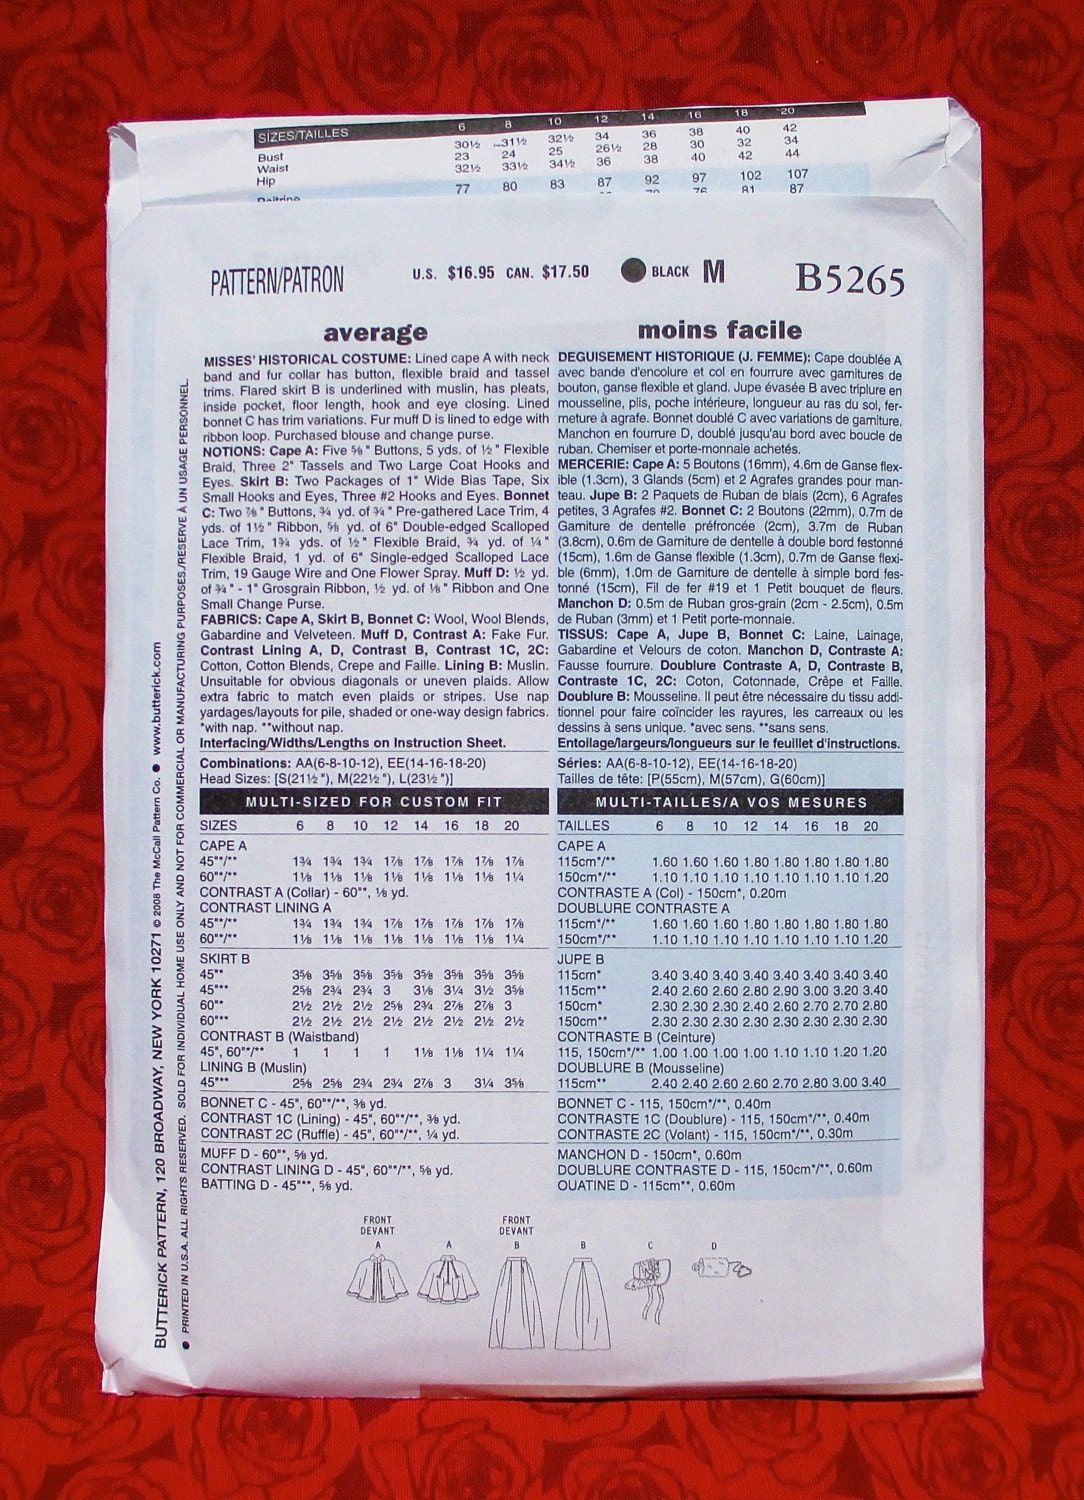 SIZES/TAILLES 6 8 10 12 14 16 18 20
Bust 30½ 31½ 32½ 34 36 38 40 42
Waist 23 24 25 26½ 28 30 32 34
Hip 32½ 33½ 34½ 36 38 40 42 44
77 80 83 87 92 97 102 107
76 81 87
PATTERN/PATRON U.S. $16.95 CAN. $17.50 BLACK M B5265
average
MISSES' HISTORICAL COSTUME: Lined cape A with neck
band and fur collar has button, flexible braid and tassel
trims. Flared skirt B is underlined with muslin, has pleats,
inside pocket, floor length, hook and eye closing. Lined
bonnet C has trim variations. Fur muff D is lined to edge with
ribbon loop. Purchased blouse and change purse.
NOTIONS: Cape A: Five ⅝" Buttons, 5 yds. of ½" Flexible
Braid, Three 2" Tassels and Two Large Coat Hooks and
Eyes. Skirt B: Two Packages of 1" Wide Bias Tape, Six
Small Hooks and Eyes, Three #2 Hooks and Eyes. Bonnet
C: Two ⅞" Buttons, ¾ yd. of ¾" Pre-gathered Lace Trim, 4
yds. of 1½" Ribbon, ⅝ yd. of 6" Double-edged Scalloped
Lace Trim, 1¾ yds. of ½" Flexible Braid, ¾ yd. of ¼"
Flexible Braid, 1 yd. of 6" Single-edged Scalloped Lace
Trim, 19 Gauge Wire and One Flower Spray. Muff D: ½ yd.
of ¾" - 1" Grosgrain Ribbon, ½ yd. of ⅛" Ribbon and One
Small Change Purse.
FABRICS: Cape A, Skirt B, Bonnet C: Wool, Wool Blends,
Gabardine and Velveteen. Muff D, Contrast A: Fake Fur.
Contrast Lining A, D, Contrast B, Contrast 1C, 2C:
Cotton, Cotton Blends, Crepe and Faille. Lining B: Muslin.
Unsuitable for obvious diagonals or uneven plaids. Allow
extra fabric to match even plaids or stripes. Use nap
yardages/layouts for pile, shaded or one-way design fabrics.
*with nap. **without nap.
Interfacing/Widths/Lengths on Instruction Sheet.
Combinations: AA(6-8-10-12), EE(14-16-18-20)
Head Sizes: [S(21½"), M(22½"), L(23½")]
MULTI-SIZED FOR CUSTOM FIT
SIZES 6 8 10 12 14 16 18 20
CAPE A
45"*/** 1¾ 1¾ 1¾ 1⅞ 1⅞ 1⅞ 1⅞ 1⅞
60"*/** 1⅛ 1⅛ 1⅛ 1⅛ 1⅛ 1⅛ 1⅛ 1¼
CONTRAST A (Collar) - 60"*, ⅛ yd.
CONTRAST LINING A
45"*/** 1¾ 1¾ 1¾ 1⅞ 1⅞ 1⅞ 1⅞ 1⅞
60"*/** 1⅛ 1⅛ 1⅛ 1⅛ 1⅛ 1⅛ 1⅛ 1¼
SKIRT B
45"* 3⅝ 3⅝ 3⅝ 3⅝ 3⅝ 3⅝ 3⅝ 3⅝
45"** 2⅝ 2¾ 2¾ 3 3⅛ 3¼ 3½ 3⅝
60"* 2½ 2½ 2½ 2⅝ 2¾ 2⅞ 2⅞ 3
60"** 2½ 2½ 2½ 2½ 2½ 2½ 2½ 2½
CONTRAST B (Waistband)
45", 60"*/** 1 1 1 1 1⅛ 1⅛ 1¼ 1¼
LINING B (Muslin)
45"** 2⅝ 2⅝ 2¾ 2¾ 2⅞ 3 3¼ 3⅝
BONNET C - 45", 60"*/**, ⅜ yd.
CONTRAST 1C (Lining) - 45", 60"*/**, ⅜ yd.
CONTRAST 2C (Ruffle) - 45", 60"*/**, ¼ yd.
MUFF D - 60"*, ⅝ yd.
CONTRAST LINING D - 45", 60"*/**, ⅝ yd.
BATTING D - 45"**, ⅝ yd.
moins facile
DEGUISEMENT HISTORIQUE (J. FEMME): Cape doublée A
avec bande d'encolure et col en fourrure avec garnitures de
bouton, ganse flexible et gland. Jupe évasée B avec triplure en
mousseline, plis, poche intérieure, longueur au ras du sol, fer-
meture à agrafe. Bonnet doublé C avec variations de garniture.
Manchon en fourrure D, doublé jusqu'au bord avec boucle de
ruban. Chemiser et porte-monnaie achetés.
MERCERIE: Cape A: 5 Boutons (16mm), 4.6m de Ganse flex-
ible (1.3cm), 3 Glands (5cm) et 2 Agrafes grandes pour man-
teau. Jupe B: 2 Paquets de Ruban de biais (2cm), 6 Agrafes
petites, 3 Agrafes #2. Bonnet C: 2 Boutons (22mm), 0.7m de
Garniture de dentelle préfroncée (2cm), 3.7m de Ruban
(3.8cm), 0.6m de Garniture de dentelle à double bord festonné
(15cm), 1.6m de Ganse flexible (1.3cm), 0.7m de Ganse flexi-
ble (6mm), 1.0m de Garniture de dentelle à simple bord fes-
tonné (15cm), Fil de fer #19 et 1 Petit bouquet de fleurs.
Manchon D: 0.5m de Ruban gros-grain (2cm - 2.5cm), 0.5m
de Ruban (3mm) et 1 Petit porte-monnaie.
TISSUS: Cape A, Jupe B, Bonnet C: Laine, Lainage,
Gabardine et Velours de coton. Manchon D, Contraste A:
Fausse fourrure. Doublure Contraste A, D, Contraste B,
Contraste 1C, 2C: Coton, Cotonnade, Crêpe et Faille.
Doublure B: Mousseline. Il peut être nécessaire du tissu addi-
tionnel pour faire coïncider les rayures, les carreaux ou les
dessins à sens unique. *avec sens. **sans sens.
Entoilage/largeurs/longueurs sur le feuillet d'instructions.
Séries: AA(6-8-10-12), EE(14-16-18-20)
Tailles de tête: [P(55cm), M(57cm), G(60cm)]
MULTI-TAILLES/A VOS MESURES
TAILLES 6 8 10 12 14 16 18 20
CAPE A
115cm*/** 1.60 1.60 1.60 1.80 1.80 1.80 1.80 1.80
150cm*/** 1.10 1.10 1.10 1.10 1.10 1.10 1.10 1.20
CONTRASTE A (Col) - 150cm*, 0.20m
DOUBLURE CONTRASTE A
115cm*/** 1.60 1.60 1.60 1.80 1.80 1.80 1.80 1.80
150cm*/** 1.10 1.10 1.10 1.10 1.10 1.10 1.10 1.20
JUPE B
115cm* 3.40 3.40 3.40 3.40 3.40 3.40 3.40 3.40
115cm** 2.40 2.60 2.60 2.80 2.90 3.00 3.20 3.40
150cm* 2.30 2.30 2.30 2.40 2.60 2.70 2.70 2.80
150cm** 2.30 2.30 2.30 2.30 2.30 2.30 2.30 2.30
CONTRASTE B (Ceinture)
115, 150cm*/** 1.00 1.00 1.00 1.00 1.10 1.10 1.20 1.20
DOUBLURE B (Mousseline)
115cm** 2.40 2.40 2.60 2.60 2.70 2.80 3.00 3.40
BONNET C - 115, 150cm*/**, 0.40m
CONTRASTE 1C (Doublure) - 115, 150cm*/**, 0.40m
CONTRASTE 2C (Volant) - 115, 150cm*/**, 0.30m
MANCHON D - 150cm*, 0.60m
DOUBLURE CONTRASTE D - 115, 150cm*/**, 0.60m
OUATINE D - 115cm**, 0.60m
FRONT FRONT
DEVANT DEVANT
A A B B C D
BUTTERICK PATTERN, 120 BROADWAY, NEW YORK 10271 © 2008 The McCall Pattern Co. ● www.butterick.com
● PRINTED IN U.S.A. ALL RIGHTS RESERVED. SOLD FOR INDIVIDUAL HOME USE ONLY AND NOT FOR COMMERCIAL OR MANUFACTURING PURPOSES./RESERVE À UN USAGE PERSONNEL.